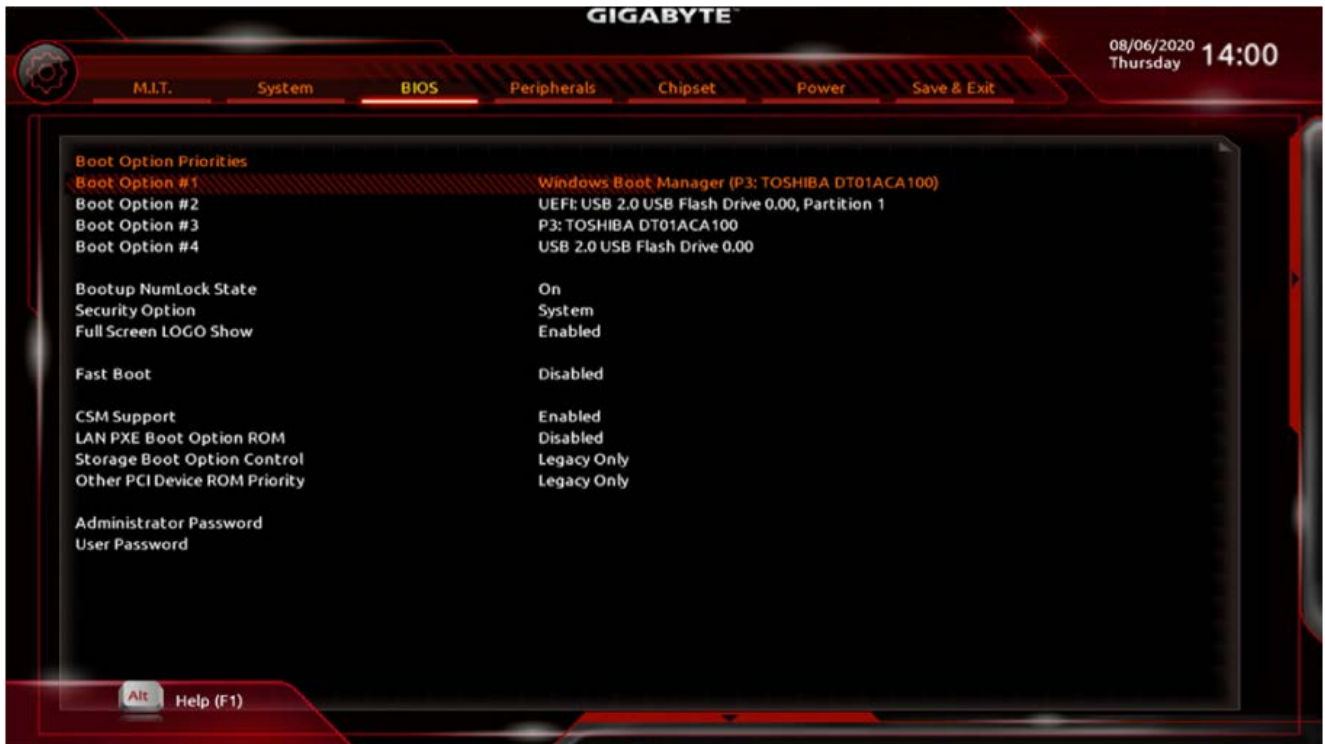 GIGABYTE™
08/06/2020
Thursday
14:00
M.I.T. System BIOS Peripherals Chipset Power Save & Exit
Boot Option Priorities
Boot Option #1 Windows Boot Manager (P3: TOSHIBA DT01ACA100)
Boot Option #2 UEFI: USB 2.0 USB Flash Drive 0.00, Partition 1
Boot Option #3 P3: TOSHIBA DT01ACA100
Boot Option #4 USB 2.0 USB Flash Drive 0.00
Bootup NumLock State On
Security Option System
Full Screen LOGO Show Enabled
Fast Boot Disabled
CSM Support Enabled
LAN PXE Boot Option ROM Disabled
Storage Boot Option Control Legacy Only
Other PCI Device ROM Priority Legacy Only
Administrator Password
User Password
Alt Help (F1)